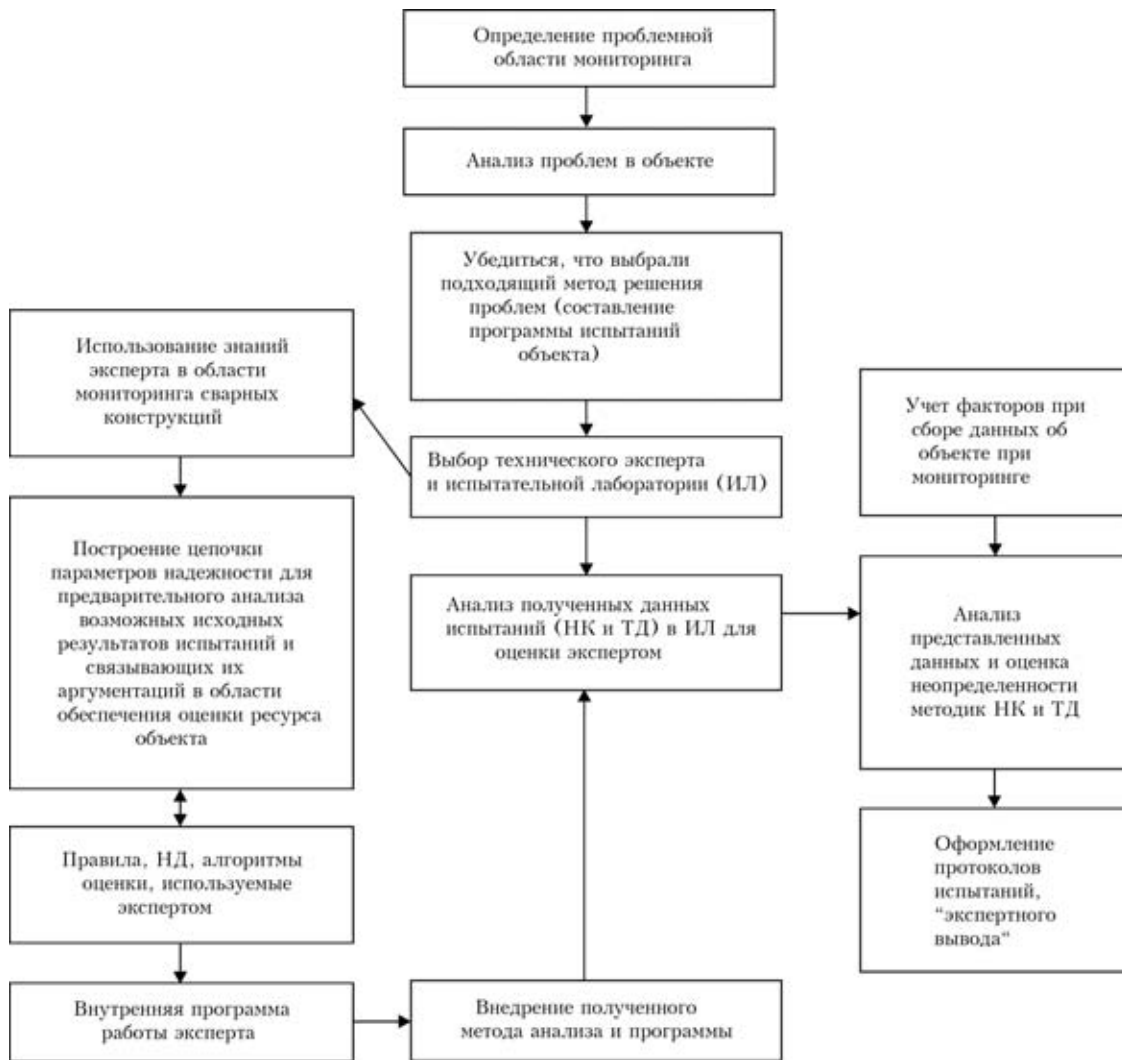 Определение проблемной
области мониторинга
Анализ проблем в объекте
Убедиться, что выбрали
подходящий метод решения
проблем (составление
программы испытаний
объекта)
Использование знаний
эксперта в области
мониторинга сварных
конструкций
Учет факторов при
сборе данных об
объекте при
мониторинге
Выбор технического эксперта
и испытательной лаборатории (ИЛ)
Построение цепочки
параметров надежности для
предварительного анализа
возможных исходных
результатов испытаний и
связывающих их
аргументаций в области
обеспечения оценки ресурса
объекта
Анализ полученных данных
испытаний (НК и ТД) в ИЛ для
оценки экспертом
Анализ
представленных
данных и оценка
неопределенности
методик НК и ТД
Правила, НД, алгоритмы
оценки, используемые
экспертом
Оформление
протоколов
испытаний,
“экспертного
вывода“
Внутренняя программа
работы эксперта
Внедрение полученного
метода анализа и программы